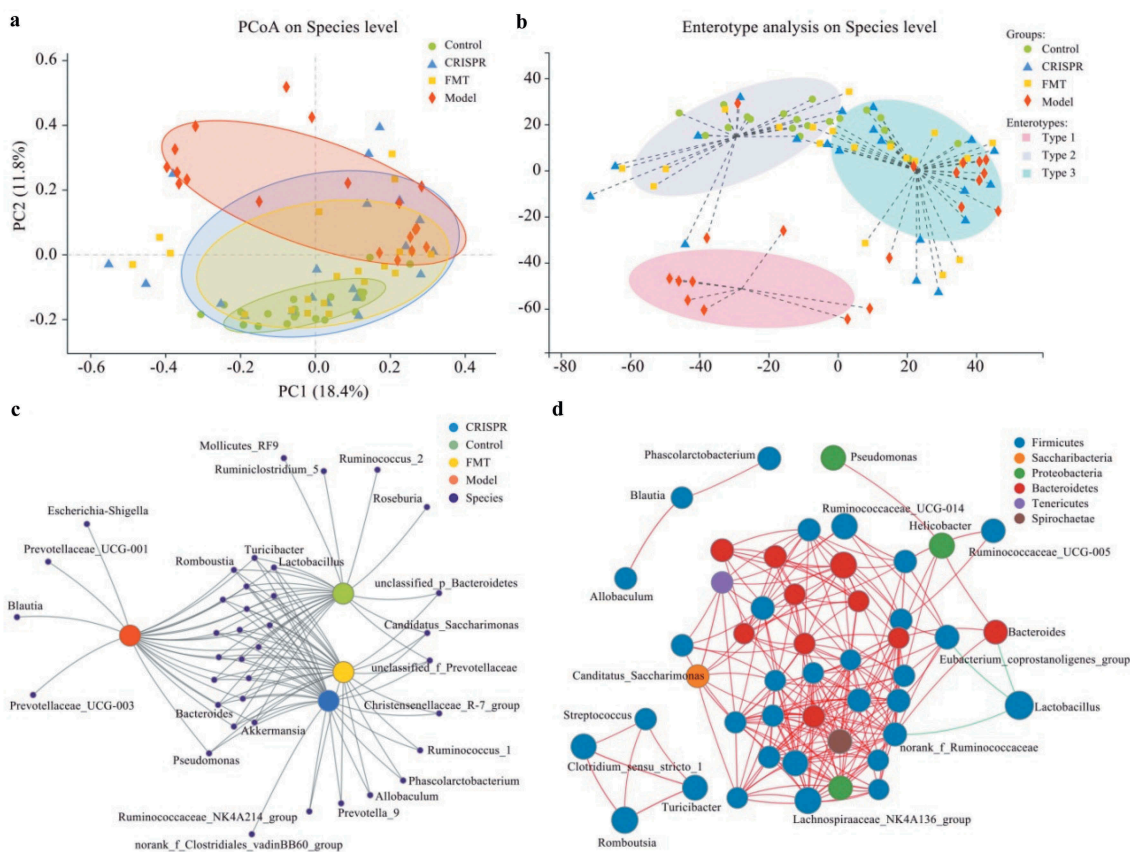 a
PCoA on Species level
Control
CRISPR
FMT
Model
0.6
0.4
0.2
0.0
-0.2
PC2 (11.8%)
-0.6
-0.4
-0.2
0.0
0.2
0.4
PC1 (18.4%)
b
Enterotype analysis on Species level
Groups:
Control
CRISPR
FMT
Model
Enterotypes:
Type 1
Type 2
Type 3
40
20
0
-20
-40
-60
-80
-60
-40
-20
0
20
40
c
CRISPR
Control
FMT
Model
Species
Mollicutes_RF9
Ruminiclostridium_5
Ruminococcus_2
Roseburia
Escherichia-Shigella
Prevotellaceae_UCG-001
Turicibacter
Romboustia
Lactobacillus
unclassified_p_Bacteroidetes
Blautia
Candidatus_Saccharimonas
unclassified_f_Prevotellaceae
Prevotellaceae_UCG-003
Christensenellaceae_R-7_group
Bacteroides
Akkermansia
Pseudomonas
Ruminococcus_1
Phascolarctobacterium
Allobaculum
Prevotella_9
Ruminococcaceae_NK4A214_group
norank_f_Clostridiales_vadinBB60_group
d
Firmicutes
Saccharibacteria
Proteobacteria
Bacteroidetes
Tenericutes
Spirochaetae
Phascolarctobacterium
Pseudomonas
Blautia
Ruminococcaceae_UCG-014
Helicobacter
Ruminococcaceae_UCG-005
Allobaculum
Bacteroides
Eubacterium_coprostanoligenes_group
Canditatus_Saccharimonas
Lactobacillus
Streptococcus
norank_f_Ruminococcaceae
Clotridium_sensu_stricto_1
Turicibacter
Lachnospiraaceae_NK4A136_group
Romboutsia